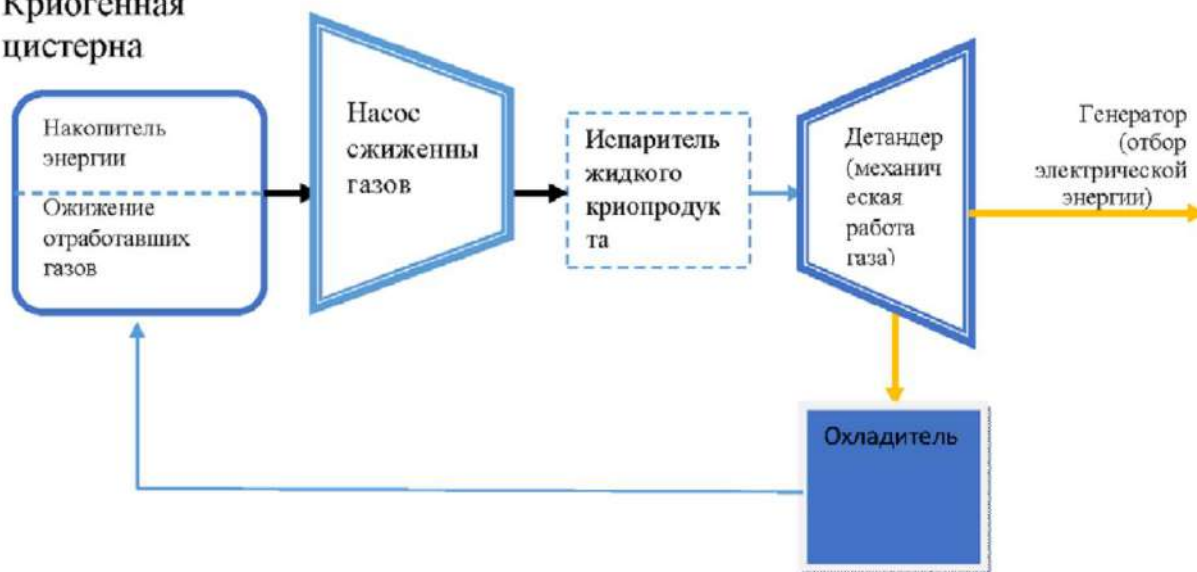 Криогенная
цистерна
Накопитель
энергии
Ожижение
отработавших
газов
Насос
сжиженны
газов
Испаритель
жидкого
криопродук
та
Детандер
(механич
еская
работа
газа)
Генератор
(отбор
электрической
энергии)
Охладитель